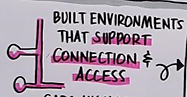 BUILT ENVIRONMENTS
THAT SUPPORT
CONNECTION &
ACCESS